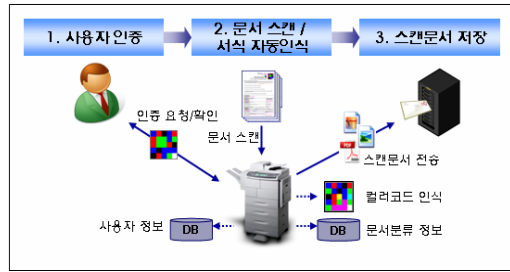 1. 사용자 인증
2. 문서 스캔 /
서식 자동인식
3. 스캔문서 저장
인증 요청/확인
문서 스캔
PDF
스캔문서 전송
컬러코드 인식
사용자 정보
DB
DB
문서분류 정보